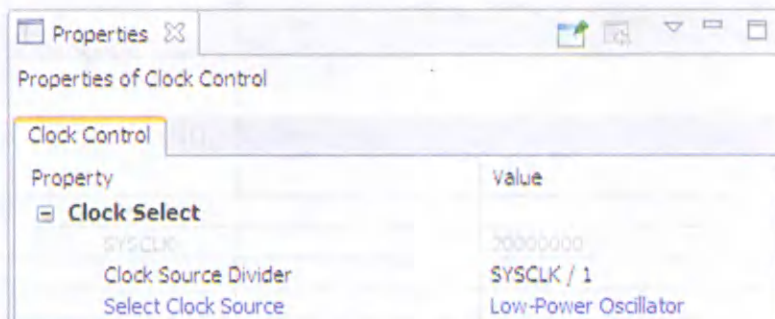 Properties
Properties of Clock Control
Clock Control
Property Value
Clock Select
SYSCLK 20000000
Clock Source Divider SYSCLK / 1
Select Clock Source Low-Power Oscillator